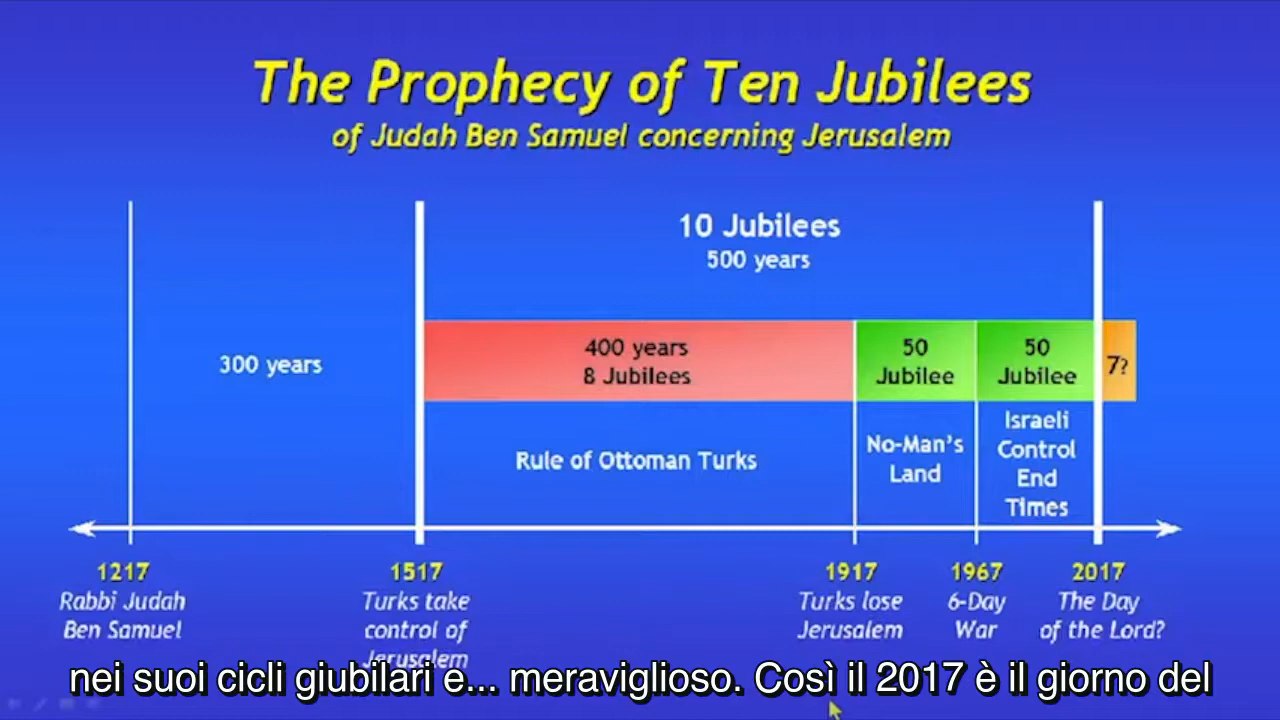 The Prophecy of Ten Jubilees
of Judah Ben Samuel concerning Jerusalem
10 Jubilees
500 years
300 years
400 years
8 Jubilees
50
Jubilee
50
Jubilee
7?
Rule of Ottoman Turks
No-Man's
Land
Israeli
Control
End
Times
1217
Rabbi Judah
Ben Samuel
1517
Turks take
control of
Jerusalem
1917
Turks lose
Jerusalem
1967
6-Day
War
2017
The Day
of the Lord?
nei suoi cicli giubilari e... meraviglioso. Così il 2017 è il giorno del